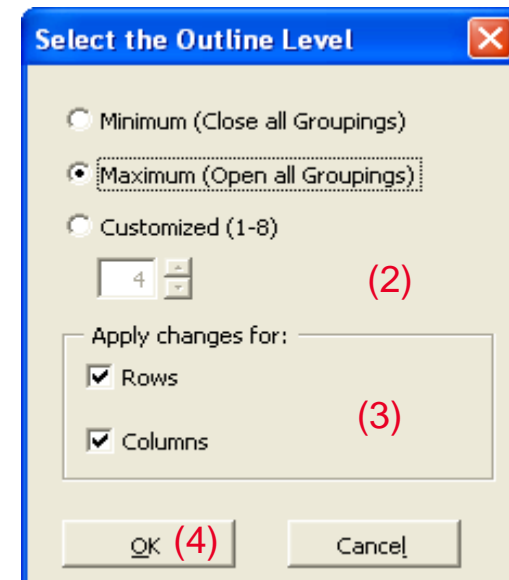 Select the Outline Level
Minimum (Close all Groupings)
Maximum (Open all Groupings)
Customized (1-8)
4 (2)
Apply changes for:
Rows
(3)
Columns
OK (4) Cancel